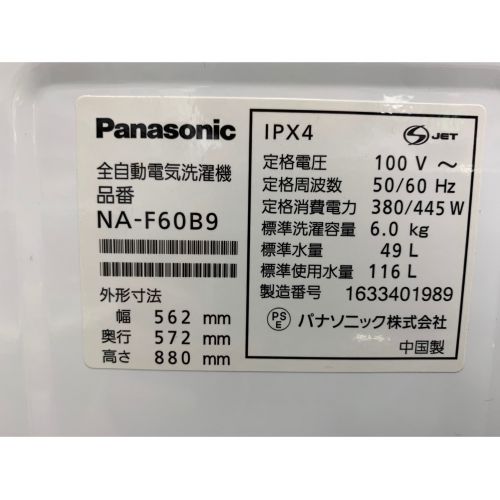 Panasonic
全自動電気洗濯機
品番
NA-F60B9
外形寸法
幅 562 mm
奥行 572 mm
高さ 880 mm
IPX4
S JET
定格電圧 100 V ～
定格周波数 50/60 Hz
定格消費電力 380/445 W
標準洗濯容量 6.0 kg
標準水量 49 L
標準使用水量 116 L
製造番号 1633401989
PS E パナソニック株式会社
中国製